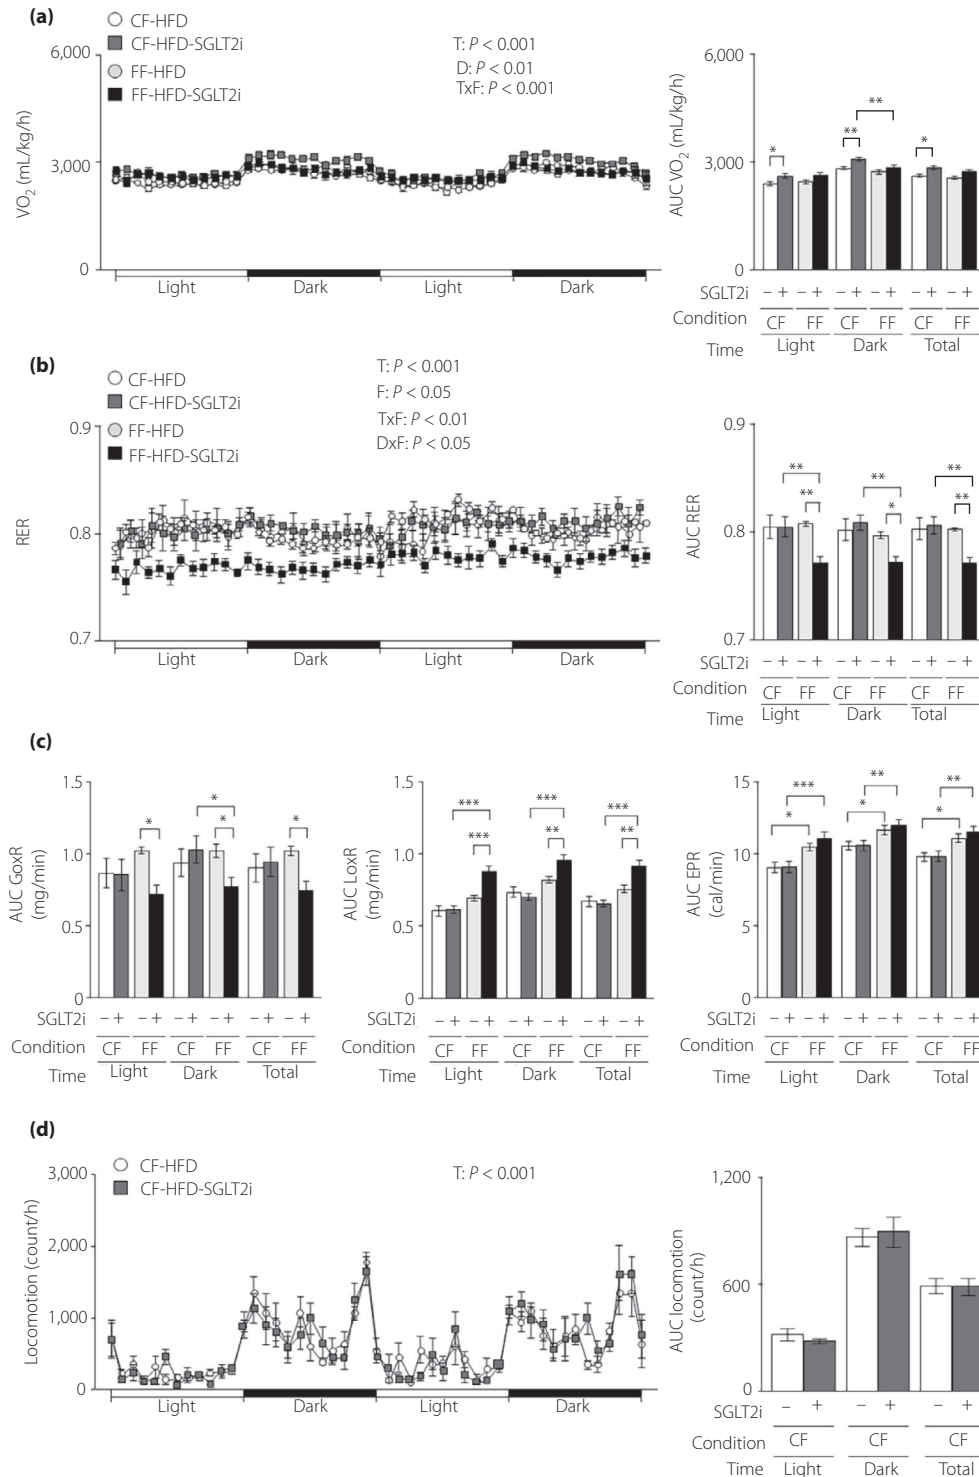 (a)
CF-HFD
CF-HFD-SGLT2i
FF-HFD
FF-HFD-SGLT2i
T: P < 0.001
D: P < 0.01
TxF: P < 0.001
6,000
3,000
0
VO2 (mL/kg/h)
Light Dark Light Dark
6,000
3,000
0
AUC VO2 (mL/kg/h)
* ** ** *
SGLT2i − + − + − + − + − + − +
Condition CF FF CF FF CF FF
Time Light Dark Total
(b)
CF-HFD
CF-HFD-SGLT2i
FF-HFD
FF-HFD-SGLT2i
T: P < 0.001
F: P < 0.05
TxF: P < 0.01
DxF: P < 0.05
0.9
0.8
0.7
RER
Light Dark Light Dark
0.9
0.8
0.7
AUC RER
** ** **
** * **
SGLT2i − + − + − + − + − + − +
Condition CF FF CF FF CF FF
Time Light Dark Total
(c)
1.5
1.0
0.5
0
AUC GoxR
(mg/min)
* * * *
SGLT2i − + − + − + − + − + − +
Condition CF FF CF FF CF FF
Time Light Dark Total
1.5
1.0
0.5
0
AUC LoxR
(mg/min)
*** *** ***
*** ** **
SGLT2i − + − + − + − + − + − +
Condition CF FF CF FF CF FF
Time Light Dark Total
15
10
5
0
AUC EPR
(cal/min)
*** ** **
* * *
SGLT2i − + − + − + − + − + − +
Condition CF FF CF FF CF FF
Time Light Dark Total
(d)
CF-HFD
CF-HFD-SGLT2i
T: P < 0.001
3,000
2,000
1,000
0
Locomotion (count/h)
Light Dark Light Dark
1,200
600
0
AUC locomotion
(count/h)
SGLT2i − + − + − +
Condition CF CF CF
Time Light Dark Total